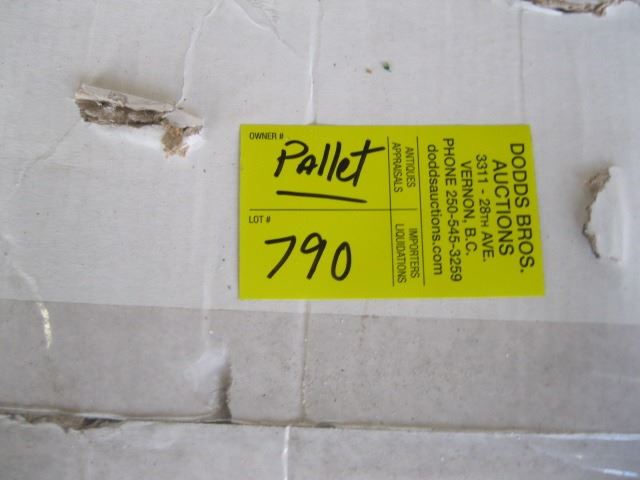 OWNER #
Pallet
LOT #
790
ANTIQUES
APPRAISALS
IMPORTERS
LIQUIDATIONS
DODDS BROS.
AUCTIONS
3311 - 28TH AVE.
VERNON, B.C.
PHONE 250-545-3259
doddsauctions.com